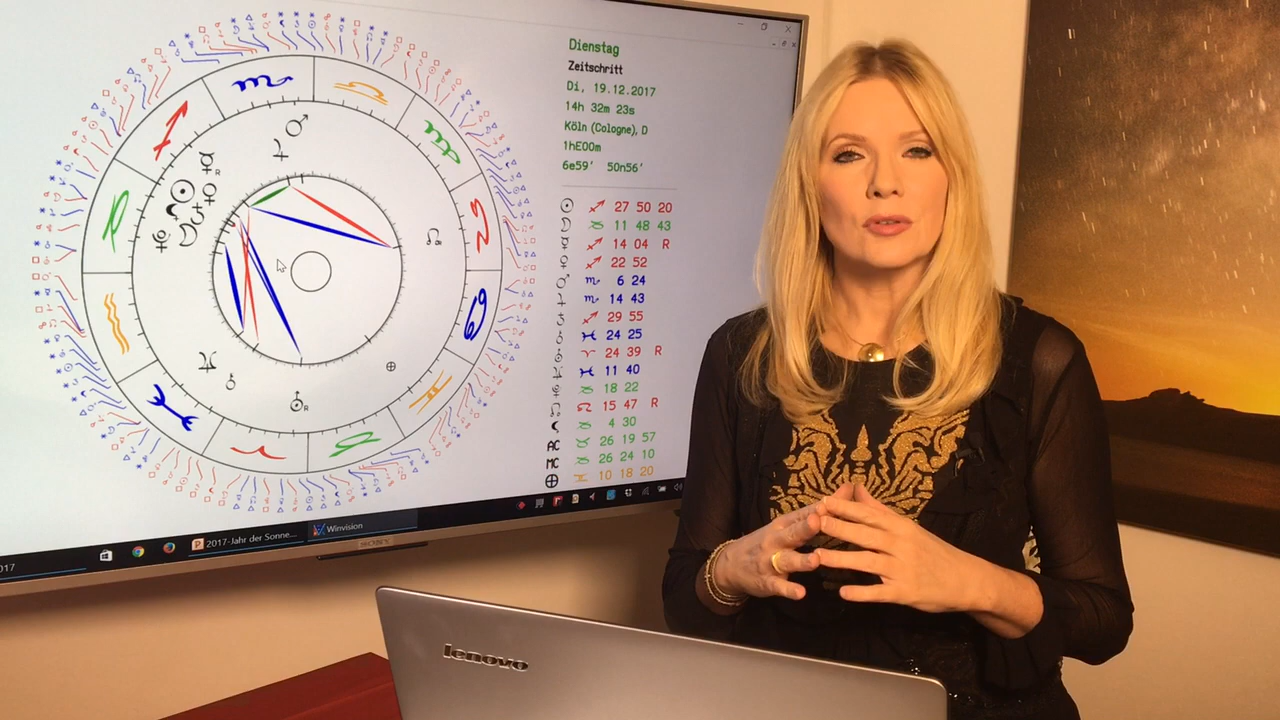 Dienstag
Zeitschritt
Di, 19.12.2017
14h 32m 23s
Köln (Cologne), D
1hE00m
6e59' 50n56'
☉ ♐ 27 50 20
☽ ♑ 11 48 43
☿ ♐ 14 04 R
♀ ♐ 22 52
♂ ♏ 6 24
♃ ♏ 14 43
♄ ♐ 29 55
⚷ ♓ 24 25
♅ ♈ 24 39 R
♆ ♓ 11 40
♇ ♑ 18 22
☊ ♌ 15 47 R
⚸ ♑ 4 30
AC ♉ 26 19 57
MC ♑ 26 24 10
⊕ ♊ 10 18 20
R
R
017
2017-Jahr der Sonne...
Winvision
SONY
lenovo